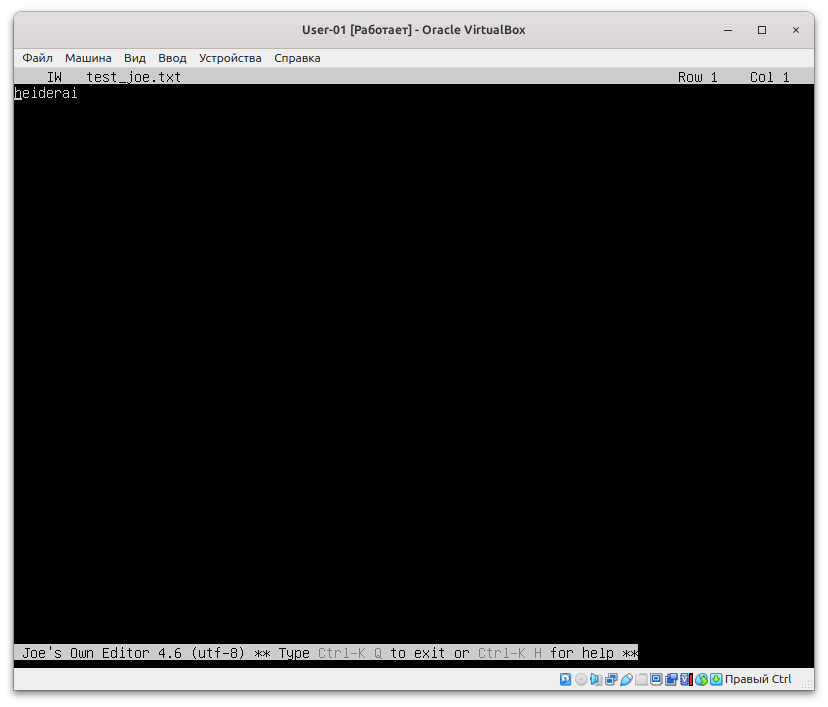 User-01 [Работает] - Oracle VirtualBox
Файл Машина Вид Ввод Устройства Справка
IW test_joe.txt Row 1 Col 1
heiderai
Joe's Own Editor 4.6 (utf-8) ** Type Ctrl-K Q to exit or Ctrl-K H for help **
Правый Ctrl